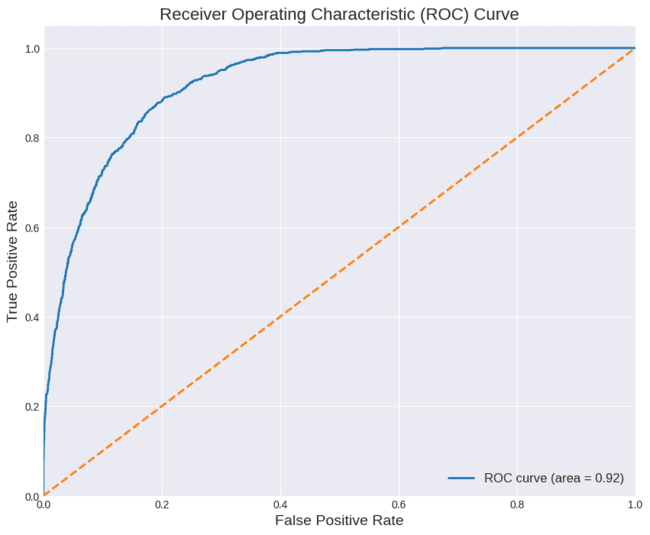 Receiver Operating Characteristic (ROC) Curve
1.0
0.8
0.6
0.4
0.2
0.0
True Positive Rate
ROC curve (area = 0.92)
0.0 0.2 0.4 0.6 0.8 1.0
False Positive Rate